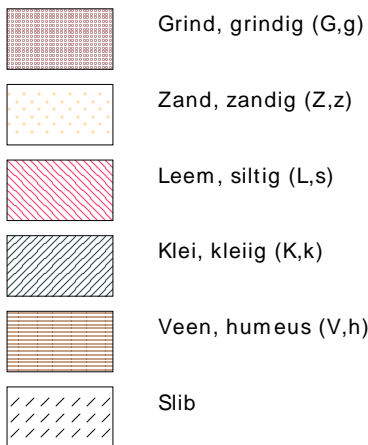 Grind, grindig (G,g)
Zand, zandig (Z,z)
Leem, siltig (L,s)
Klei, kleiig (K,k)
Veen, humeus (V,h)
Slib